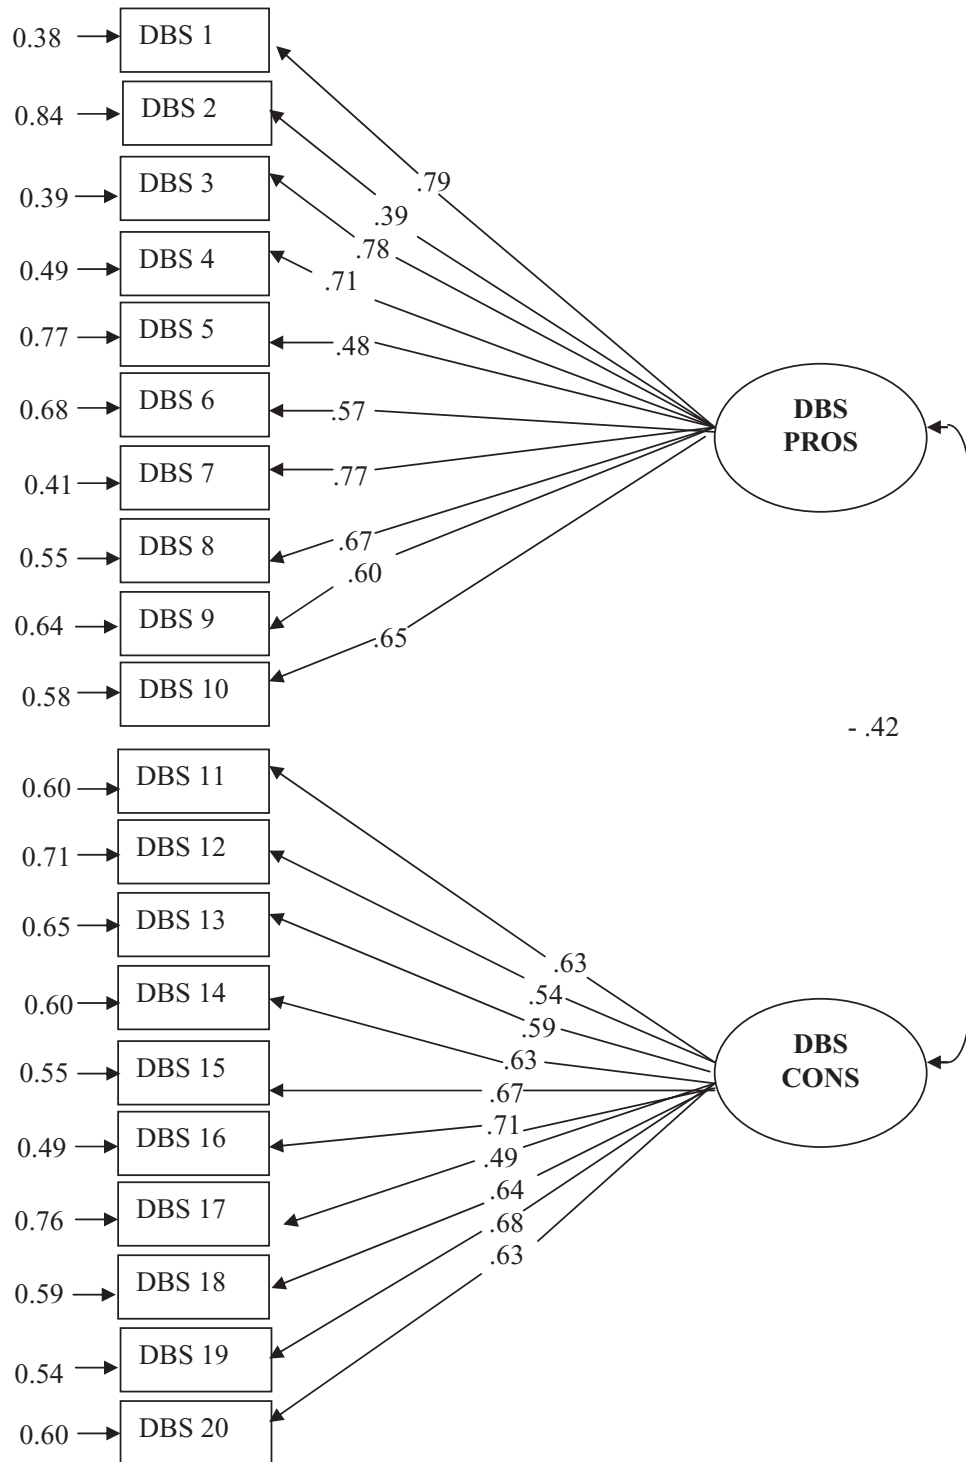 0.38 DBS 1
0.84 DBS 2
0.39 DBS 3
0.49 DBS 4
0.77 DBS 5
0.68 DBS 6
0.41 DBS 7
0.55 DBS 8
0.64 DBS 9
0.58 DBS 10
.79
.39
.78
.71
.48
.57
.77
.67
.60
.65
DBS
PROS
- .42
0.60 DBS 11
0.71 DBS 12
0.65 DBS 13
0.60 DBS 14
0.55 DBS 15
0.49 DBS 16
0.76 DBS 17
0.59 DBS 18
0.54 DBS 19
0.60 DBS 20
.63
.54
.59
.63
.67
.71
.49
.64
.68
.63
DBS
CONS